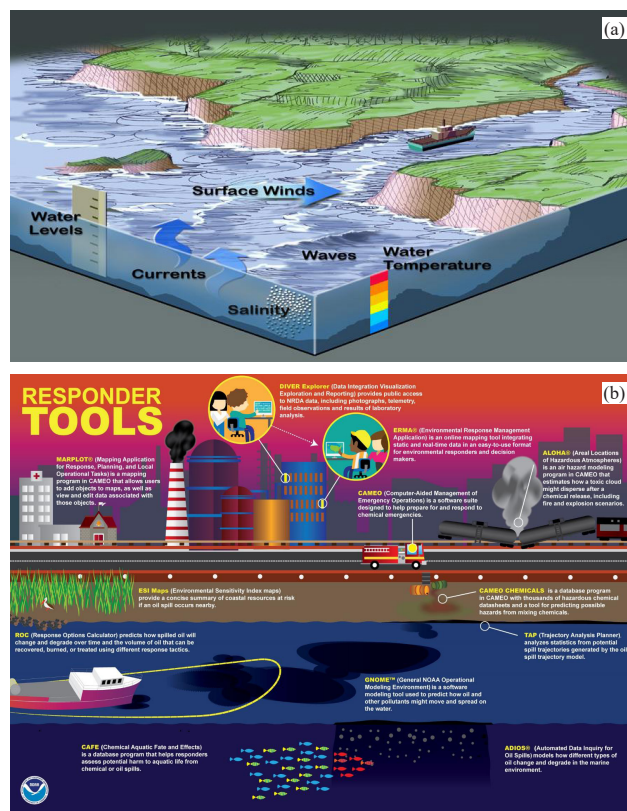 (a)
Surface Winds
Water
Levels
Currents
Waves
Water
Temperature
Salinity
(b)
RESPONDER
TOOLS
DIVER Explorer (Data Integration Visualization
Exploration and Reporting) provides public access
to NRDA data, including photographs, telemetry,
field observations and results of laboratory
analysis.
ERMA® (Environmental Response Management
Application) is an online mapping tool integrating
static and real-time data in an easy-to-use format
for environmental responders and decision
makers.
MARPLOT® (Mapping Application
for Response, Planning, and Local
Operational Tasks) is a mapping
program in CAMEO that allows users
to add objects to maps, as well as
view and edit data associated with
those objects.
ALOHA® (Areal Locations
of Hazardous Atmospheres)
is an air hazard modeling
program in CAMEO that
estimates how a toxic cloud
might disperse after a
chemical release, including
fire and explosion scenarios.
CAMEO (Computer-Aided Management of
Emergency Operations) is a software suite
designed to help prepare for and respond to
chemical emergencies.
ESI Maps (Environmental Sensitivity Index maps)
provide a concise summary of coastal resources at risk
if an oil spill occurs nearby.
CAMEO CHEMICALS is a database program
in CAMEO with thousands of hazardous chemical
datasheets and a tool for predicting possible
hazards from mixing chemicals.
ROC (Response Options Calculator) predicts how spilled oil will
change and degrade over time and the volume of oil that can be
recovered, burned, or treated using different response tactics.
TAP (Trajectory Analysis Planner)
analyzes statistics from potential
spill trajectories generated by the oil
spill trajectory model.
GNOME™ (General NOAA Operational
Modeling Environment) is a software
modeling tool used to predict how oil and
other pollutants might move and spread on
the water.
CAFE (Chemical Aquatic Fate and Effects)
is a database program that helps responders
assess potential harm to aquatic life from
chemical or oil spills.
ADIOS® (Automated Data Inquiry for
Oil Spills) models how different types of
oil change and degrade in the marine
environment.
NOAA